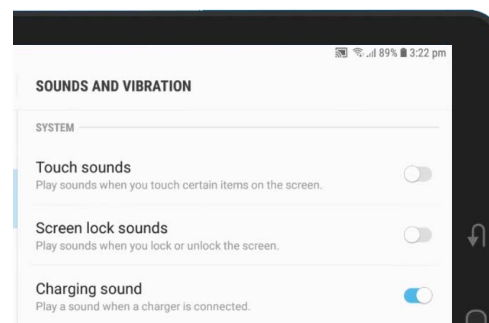 89% 3:22 pm
SOUNDS AND VIBRATION
SYSTEM
Touch sounds
Play sounds when you touch certain items on the screen.
Screen lock sounds
Play sounds when you lock or unlock the screen.
Charging sound
Play a sound when a charger is connected.